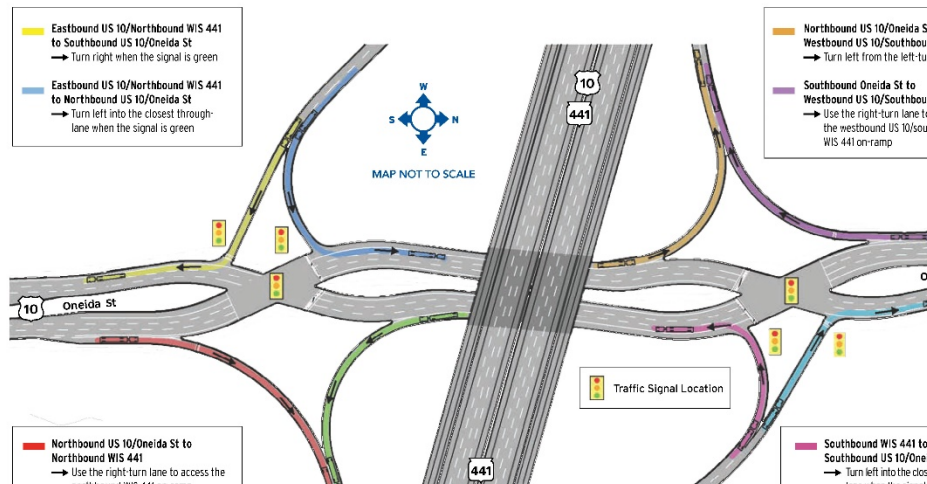 Eastbound US 10/Northbound WIS 441
to Southbound US 10/Oneida St
Turn right when the signal is green
Eastbound US 10/Northbound WIS 441
to Northbound US 10/Oneida St
Turn left into the closest through-
lane when the signal is green
W
S N
E
MAP NOT TO SCALE
10
441
Northbound US 10/Oneida S
Westbound US 10/Southbou
Turn left from the left-tu
Southbound Oneida St to
Westbound US 10/Southbou
Use the right-turn lane to
the westbound US 10/sou
WIS 441 on-ramp
10
Oneida St
O
Traffic Signal Location
441
Northbound US 10/Oneida St to
Northbound WIS 441
Use the right-turn lane to access the
Southbound WIS 441 to
Southbound US 10/One
Turn left into the clos